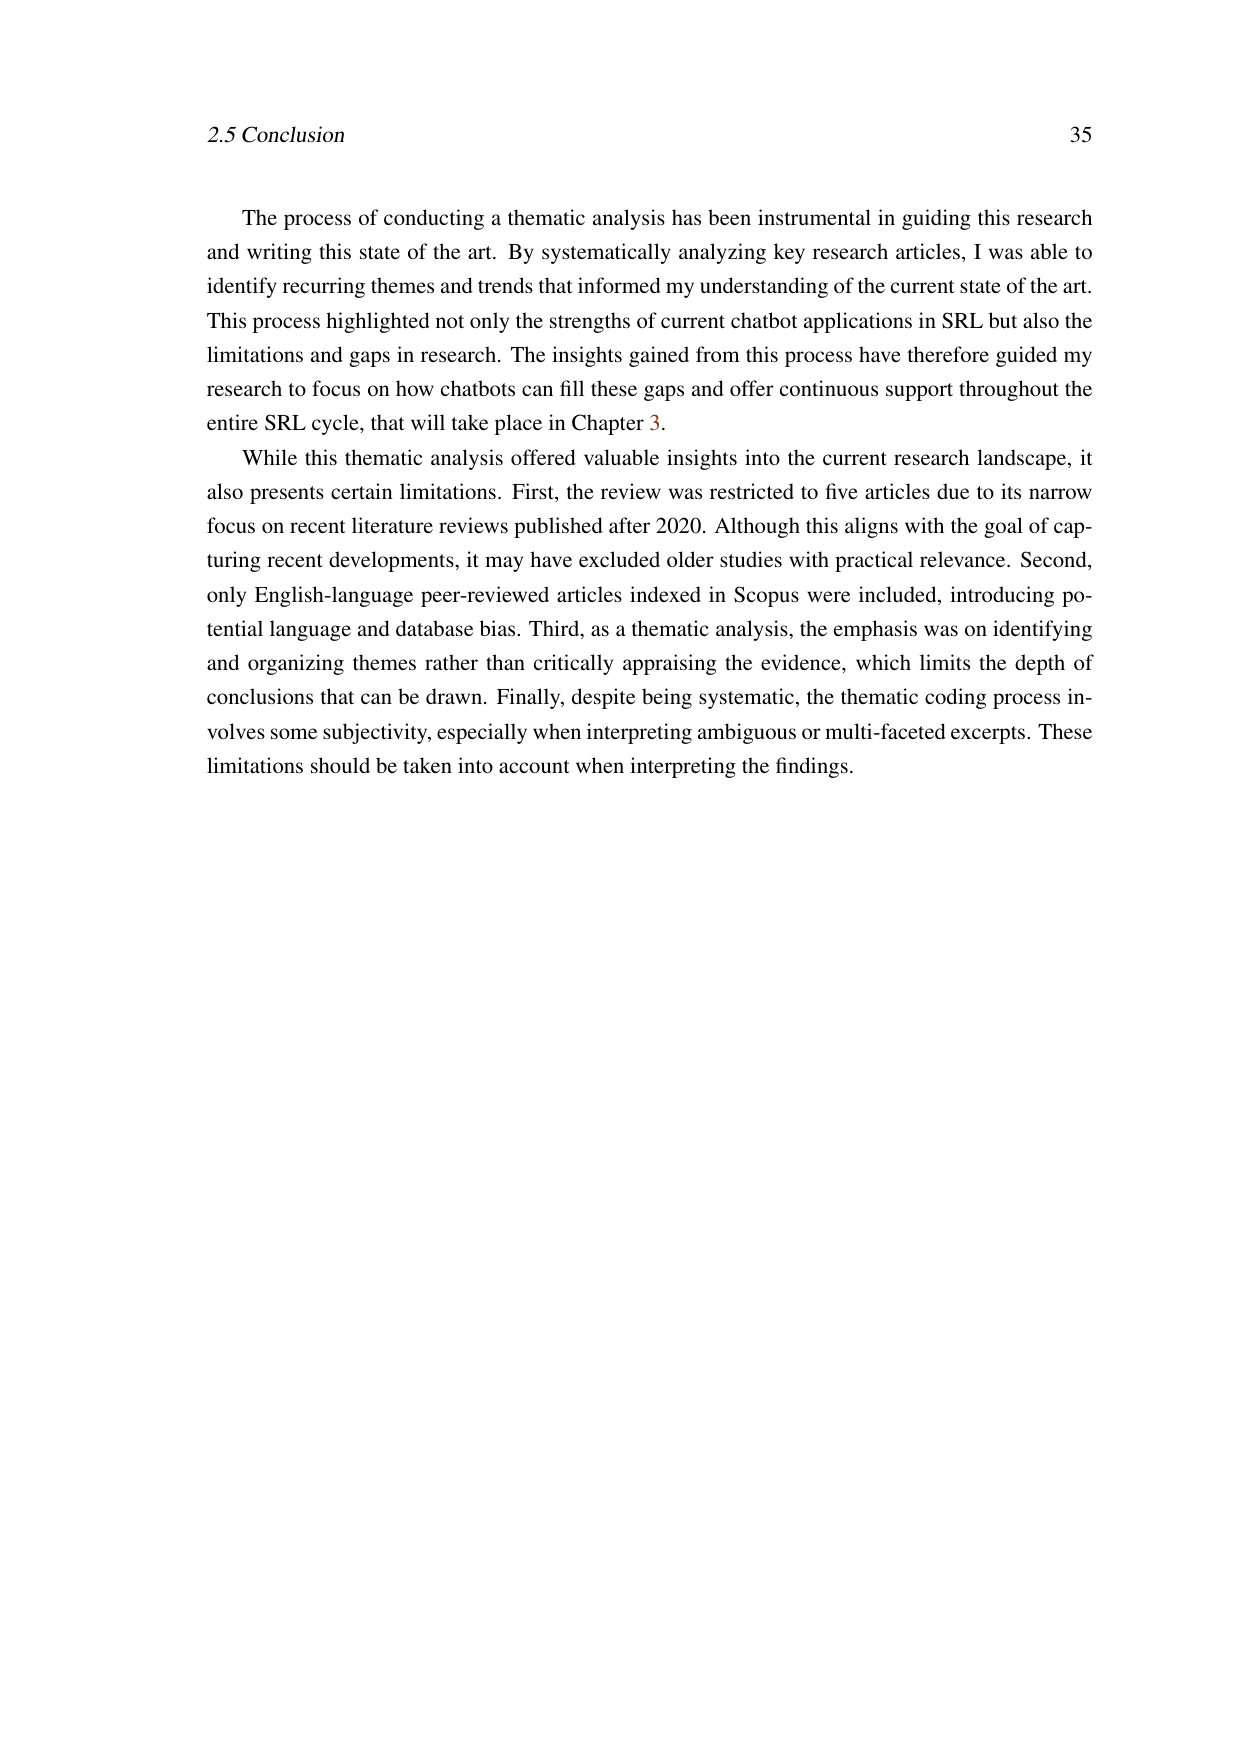 2.5 Conclusion 35
The process of conducting a thematic analysis has been instrumental in guiding this research
and writing this state of the art. By systematically analyzing key research articles, I was able to
identify recurring themes and trends that informed my understanding of the current state of the art.
This process highlighted not only the strengths of current chatbot applications in SRL but also the
limitations and gaps in research. The insights gained from this process have therefore guided my
research to focus on how chatbots can fill these gaps and offer continuous support throughout the
entire SRL cycle, that will take place in Chapter 3.
While this thematic analysis offered valuable insights into the current research landscape, it
also presents certain limitations. First, the review was restricted to five articles due to its narrow
focus on recent literature reviews published after 2020. Although this aligns with the goal of cap-
turing recent developments, it may have excluded older studies with practical relevance. Second,
only English-language peer-reviewed articles indexed in Scopus were included, introducing po-
tential language and database bias. Third, as a thematic analysis, the emphasis was on identifying
and organizing themes rather than critically appraising the evidence, which limits the depth of
conclusions that can be drawn. Finally, despite being systematic, the thematic coding process in-
volves some subjectivity, especially when interpreting ambiguous or multi-faceted excerpts. These
limitations should be taken into account when interpreting the findings.